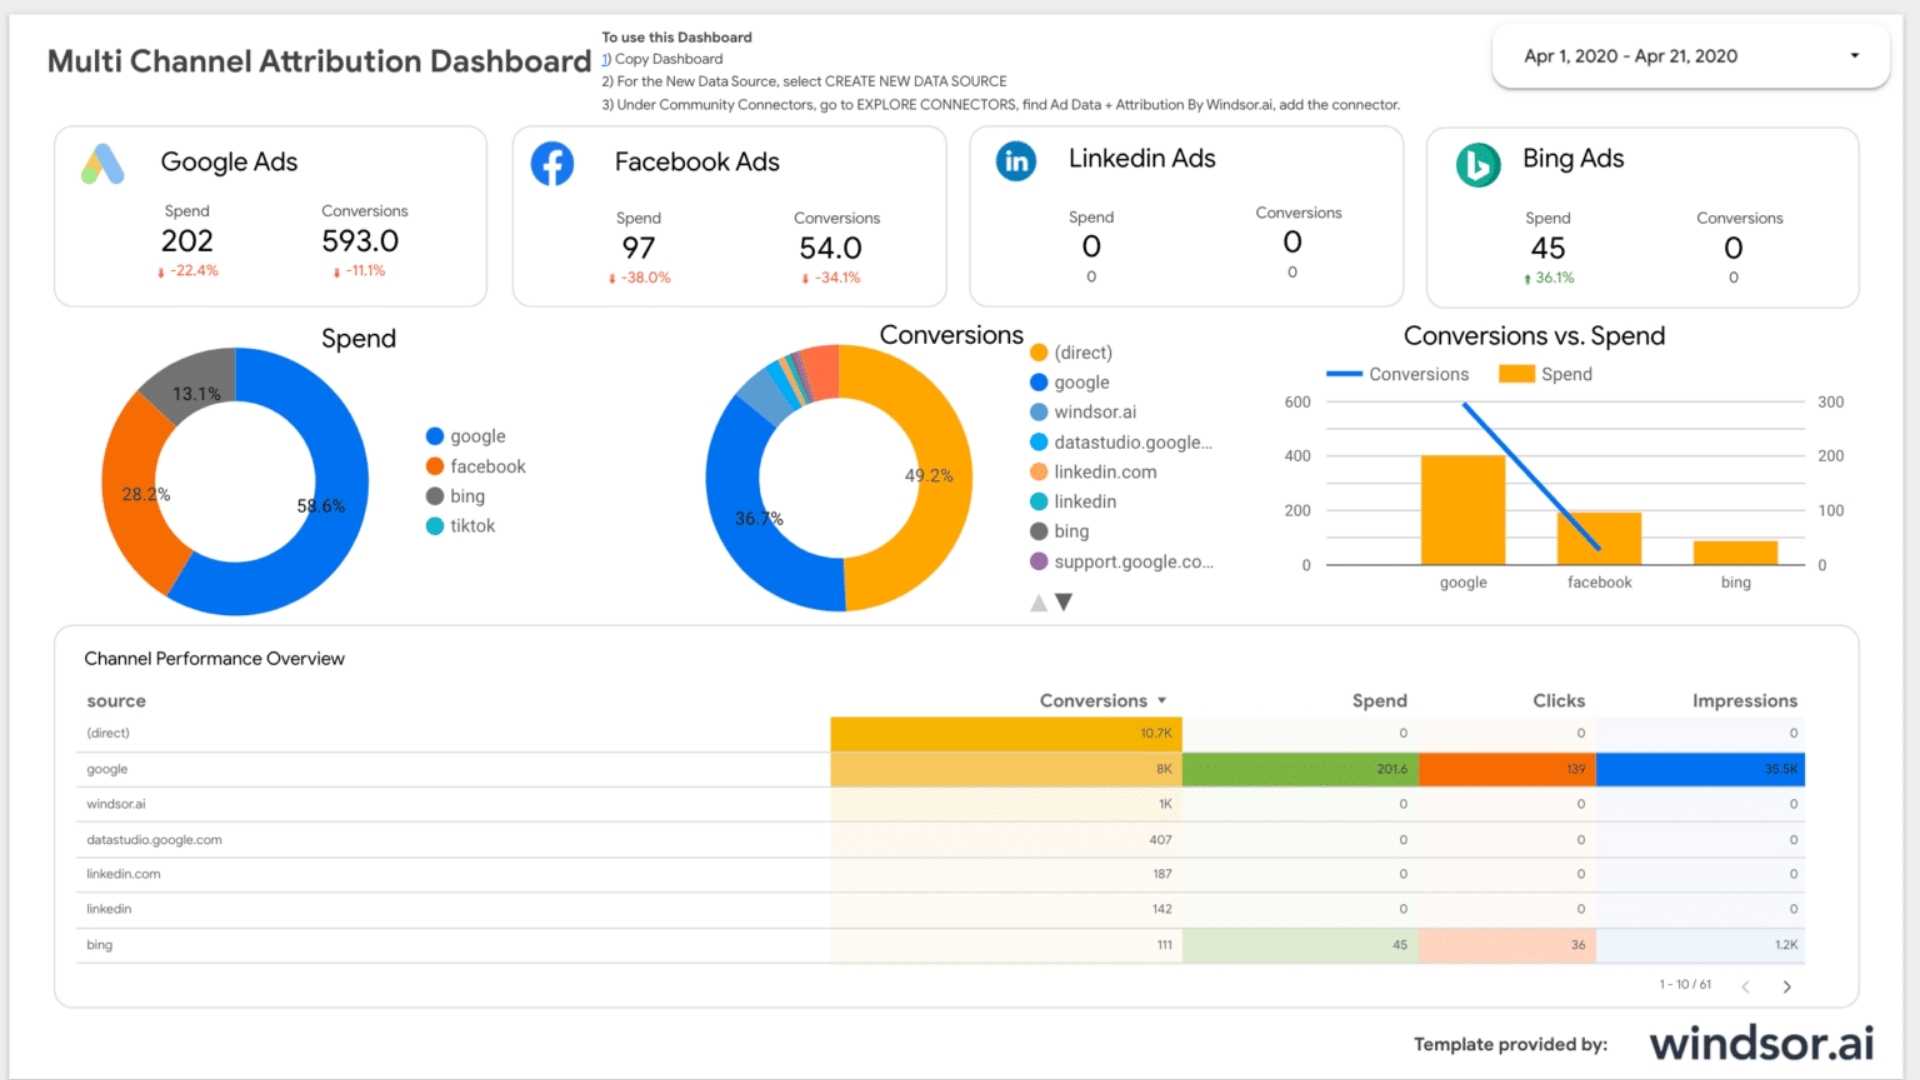 Multi Channel Attribution Dashboard
To use this Dashboard
1) Copy Dashboard
2) For the New Data Source, select CREATE NEW DATA SOURCE
3) Under Community Connectors, go to EXPLORE CONNECTORS, find Ad Data + Attribution By Windsor.ai, add the connector.
Apr 1, 2020 - Apr 21, 2020
Google Ads
Spend Conversions
202 593.0
-22.4% -11.1%
Facebook Ads
Spend Conversions
97 54.0
-38.0% -34.1%
Linkedin Ads
Spend Conversions
0 0
0 0
Bing Ads
Spend Conversions
45 0
36.1% 0
Spend
13.1%
28.2%
58.6%
google
facebook
bing
tiktok
Conversions
49.2%
36.7%
(direct)
google
windsor.ai
datastudio.google...
linkedin.com
linkedin
bing
support.google.co...
Conversions vs. Spend
Conversions Spend
600 300
400 200
200 100
0 0
google facebook bing
Channel Performance Overview
source Conversions Spend Clicks Impressions
(direct) 10.7K 0 0 0
google 8K 201.6 139 35.5K
windsor.ai 1K 0 0 0
datastudio.google.com 407 0 0 0
linkedin.com 187 0 0 0
linkedin 142 0 0 0
bing 111 45 36 1.2K
1 - 10 / 61
Template provided by: windsor.ai